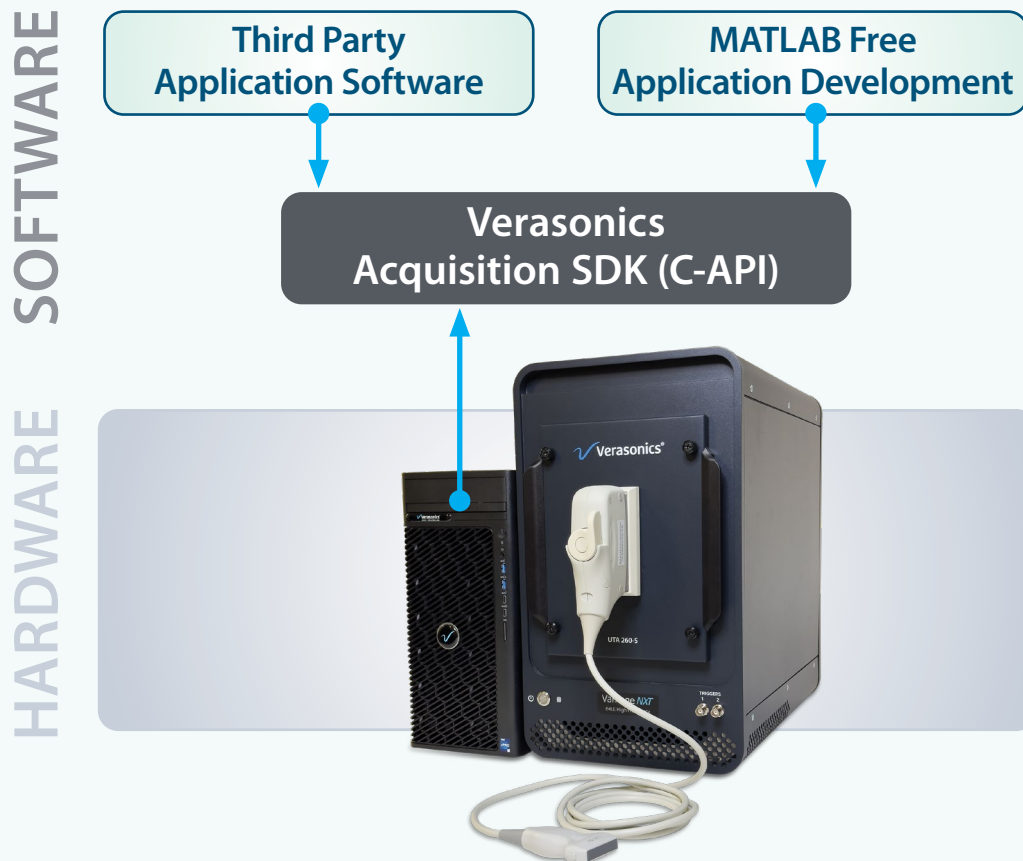 SOFTWARE
Third Party
Application Software
MATLAB Free
Application Development
Verasonics
Acquisition SDK (C-API)
HARDWARE
Verasonics®
Verasonics
UTA 260-S
TRIGGERS
1 2
Vantage NXT